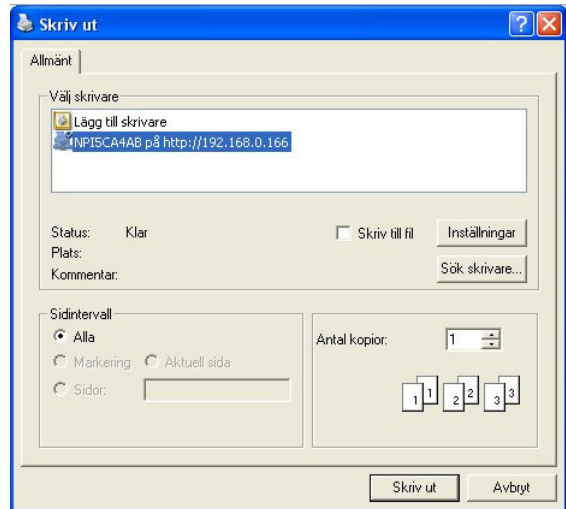 Skriv ut
Allmänt
Välj skrivare
Lägg till skrivare
NPI5CA4AB på http://192.168.0.166
Status: Klar
Skriv till fil
Inställningar
Plats:
Kommentar:
Sök skrivare...
Sidintervall
Alla
Markering Aktuell sida
Sidor:
Antal kopior: 1
1 1 2 2 3 3
Skriv ut Avbryt